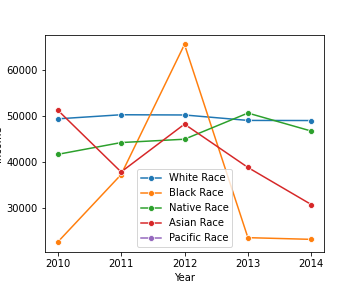 60000
50000
40000
30000
White Race
Black Race
Native Race
Asian Race
Pacific Race
2010 2011 2012 2013 2014
Year